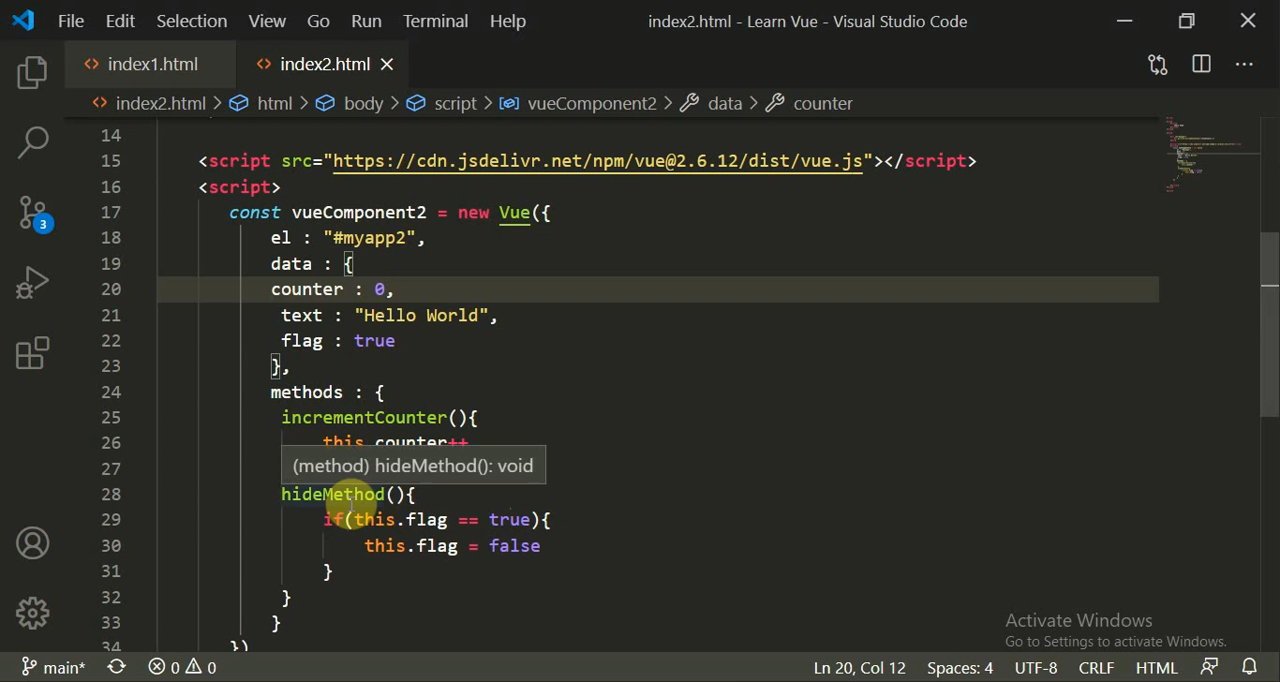 File Edit Selection View Go Run Terminal Help index2.html - Learn Vue - Visual Studio Code
index1.html index2.html
index2.html > html > body > script > vueComponent2 > data > counter
14
15 <script src="https://cdn.jsdelivr.net/npm/vue@2.6.12/dist/vue.js"></script>
16 <script>
17 const vueComponent2 = new Vue({
18 el : "#myapp2",
19 data : {
20 counter : 0,
21 text : "Hello World",
22 flag : true
23 },
24 methods : {
25 incrementCounter(){
26 this.counter++
27 (method) hideMethod(): void
28 hideMethod(){
29 if(this.flag == true){
30 this.flag = false
31 }
32 }
33 }
34 })
3
Activate Windows
Go to Settings to activate Windows.
main* 0 0 Ln 20, Col 12 Spaces: 4 UTF-8 CRLF HTML